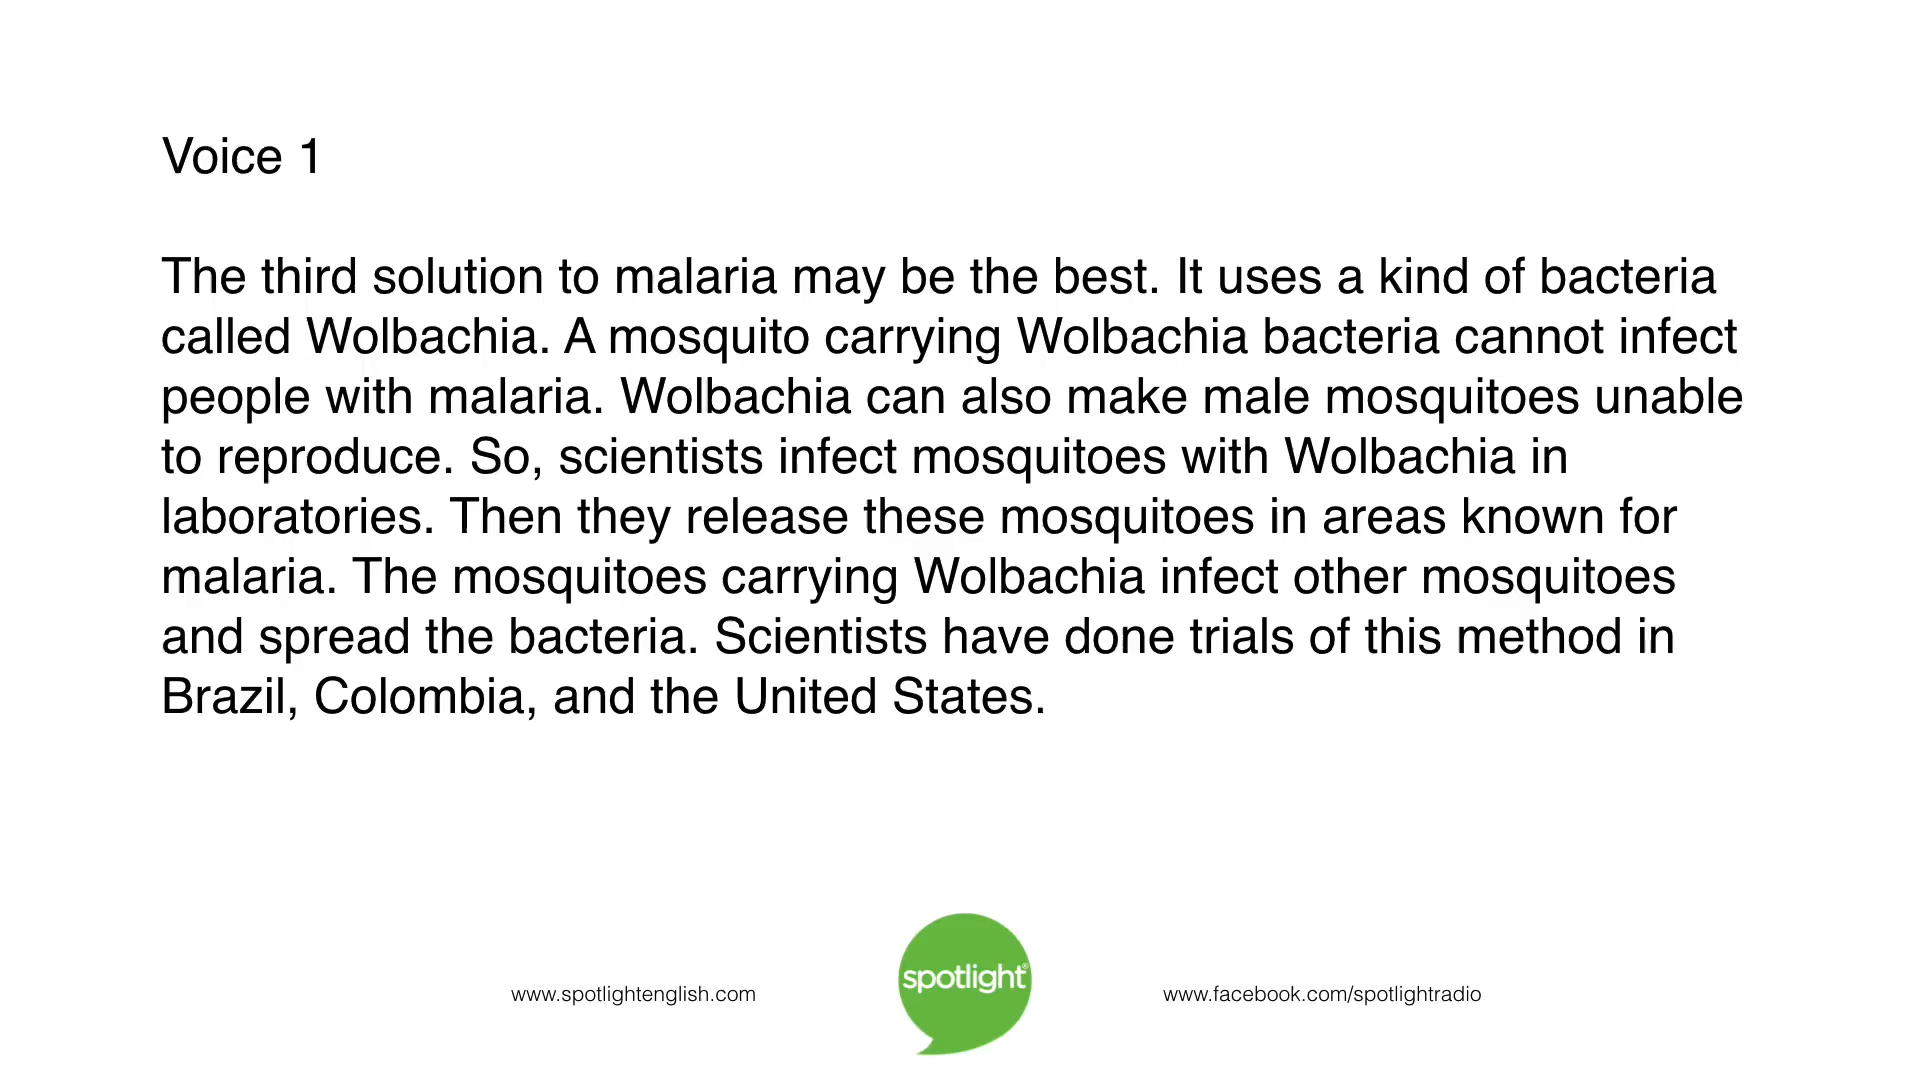 Voice 1
The third solution to malaria may be the best. It uses a kind of bacteria
called Wolbachia. A mosquito carrying Wolbachia bacteria cannot infect
people with malaria. Wolbachia can also make male mosquitoes unable
to reproduce. So, scientists infect mosquitoes with Wolbachia in
laboratories. Then they release these mosquitoes in areas known for
malaria. The mosquitoes carrying Wolbachia infect other mosquitoes
and spread the bacteria. Scientists have done trials of this method in
Brazil, Colombia, and the United States.
www.spotlightenglish.com
spotlight®
www.facebook.com/spotlightradio